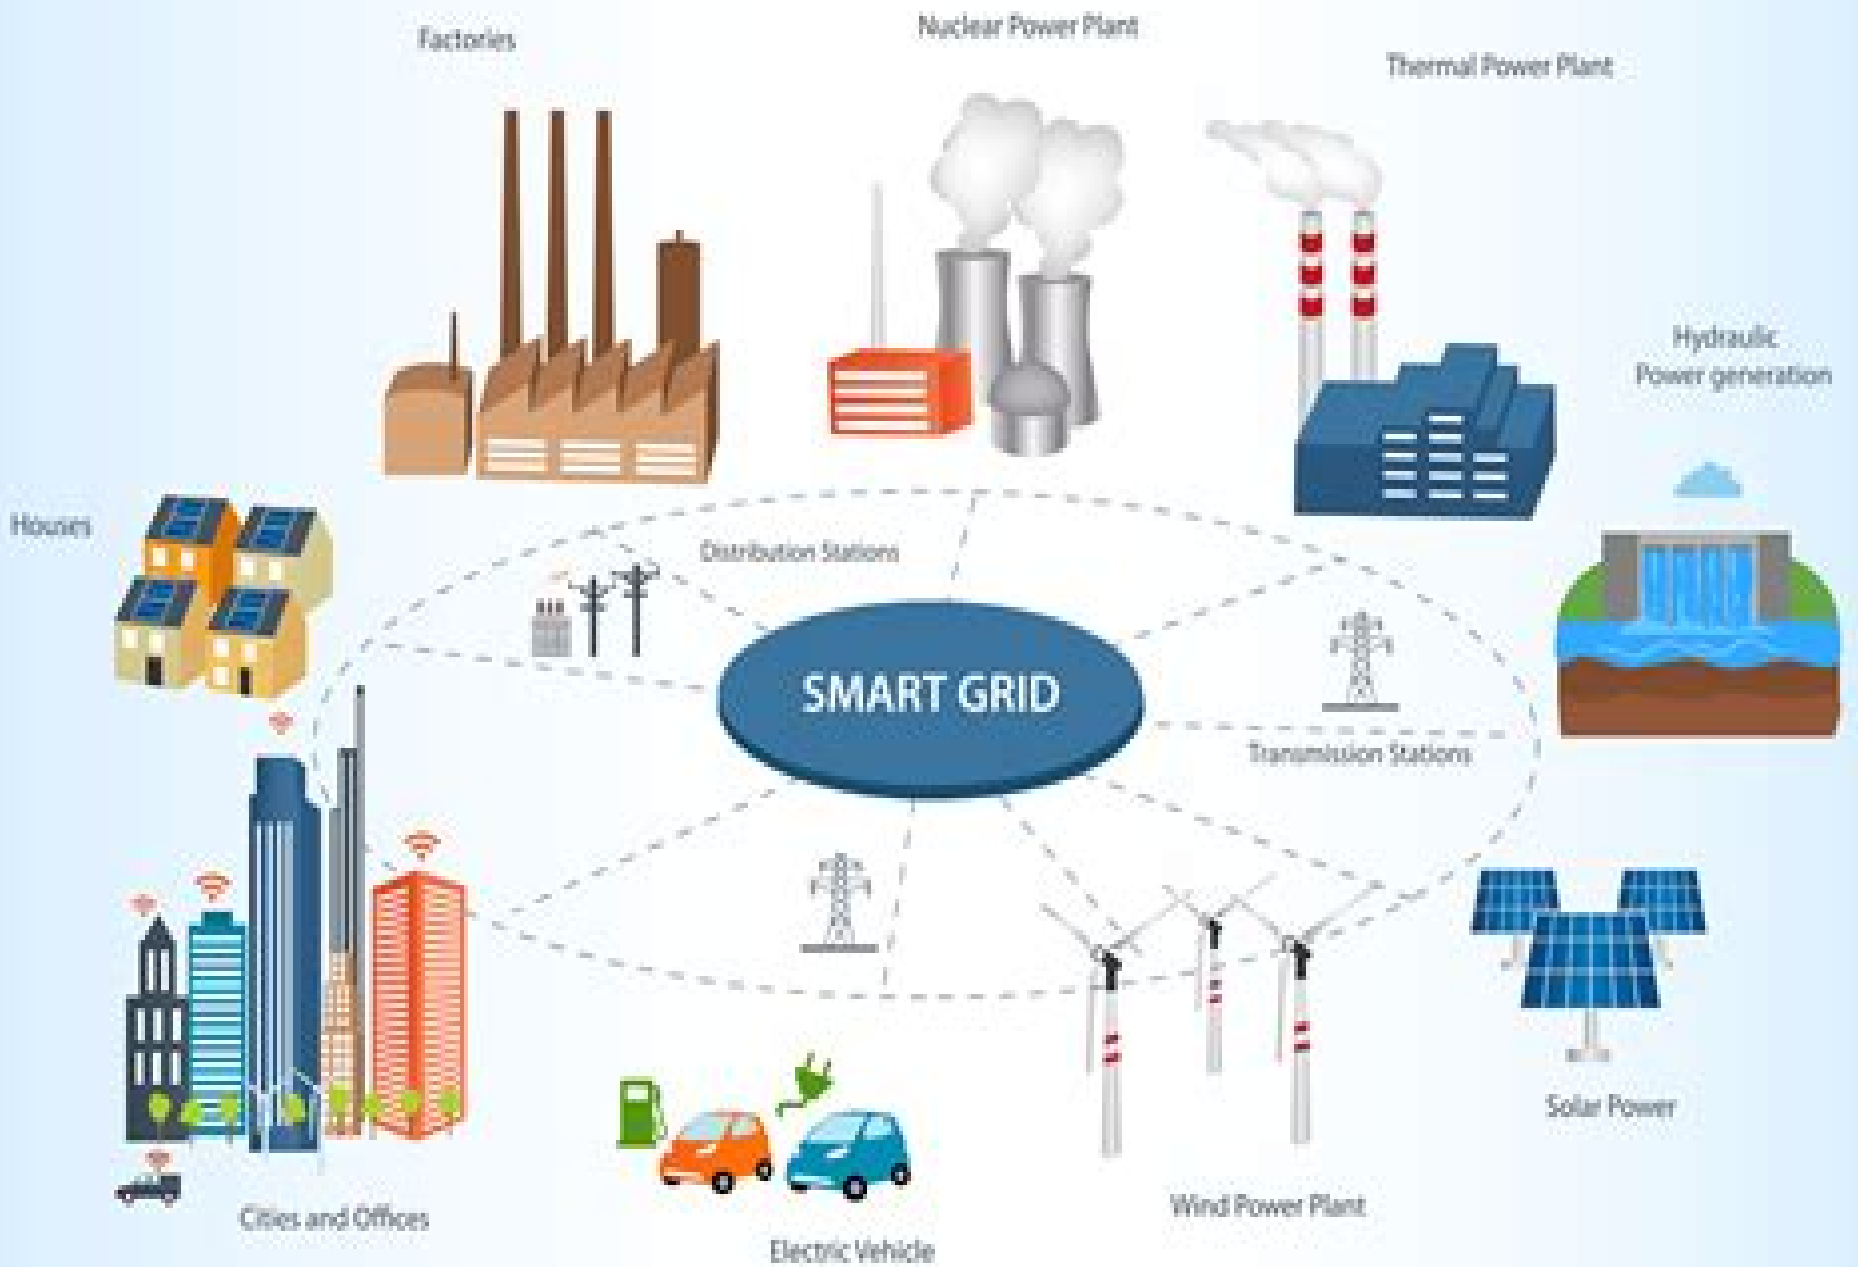 Nuclear Power Plant
Factories
Thermal Power Plant
Hydraulic
Power generation
Houses
Distribution Stations
SMART GRID
Transmission Stations
Solar Power
Wind Power Plant
Cities and Offices
Electric Vehicle